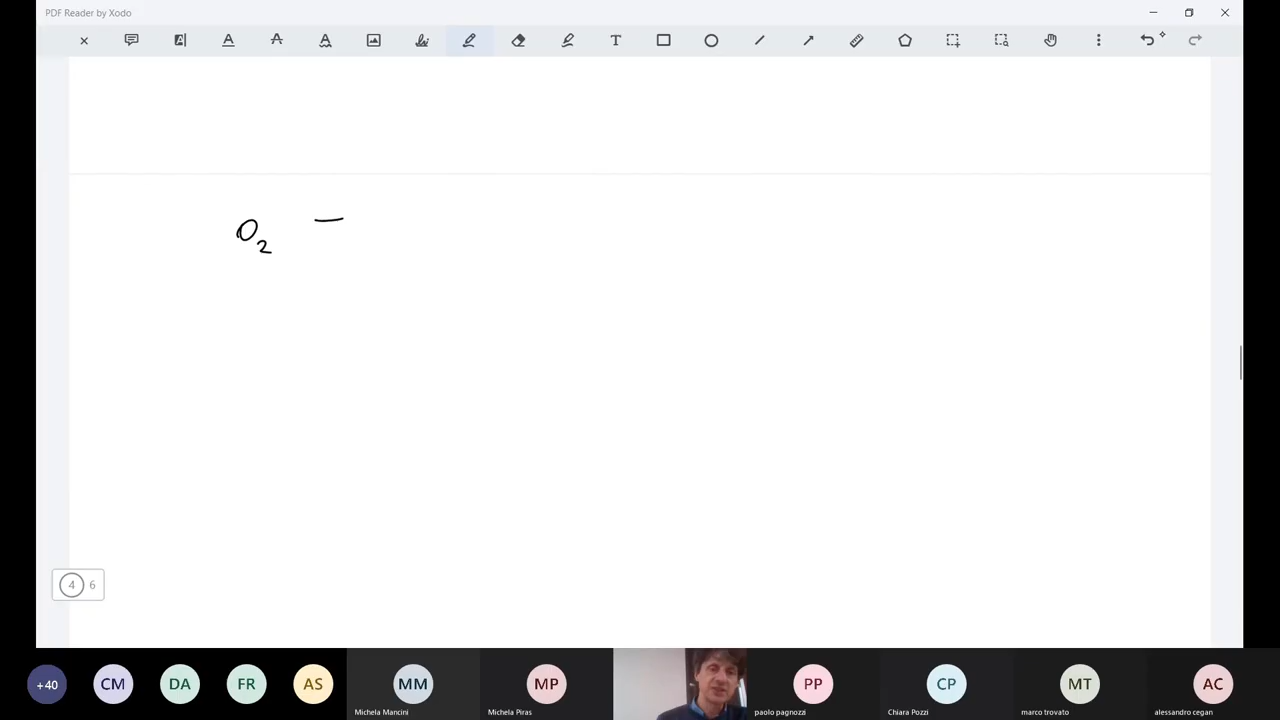 PDF Reader by Xodo
O₂ —
4 6
+40 CM DA FR AS MM MP PP CP MT AC
Michela Mancini Michela Piras paolo pagnozzi Chiara Pozzi marco trovato alessandro cegan